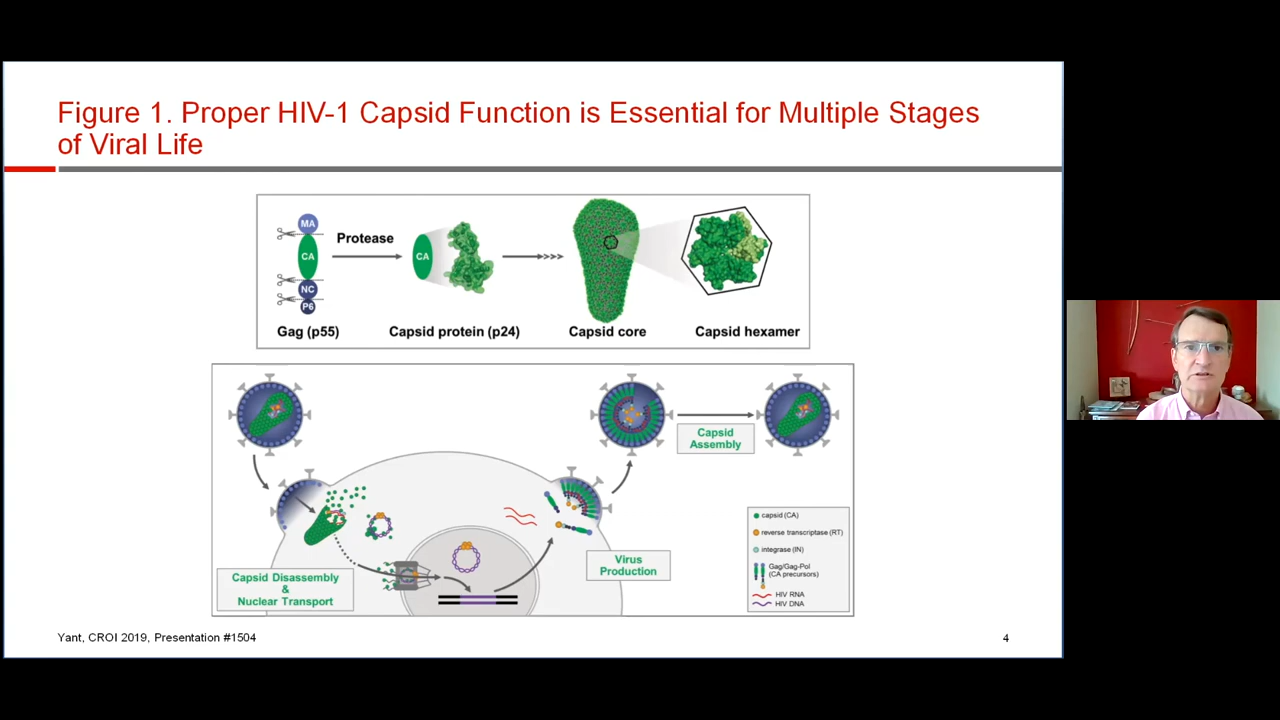 Figure 1. Proper HIV-1 Capsid Function is Essential for Multiple Stages
of Viral Life
MA
CA
NC
P6
Protease
CA
Gag (p55)
Capsid protein (p24)
Capsid core
Capsid hexamer
Capsid
Assembly
Capsid Disassembly
&
Nuclear Transport
Virus
Production
capsid (CA)
reverse transcriptase (RT)
integrase (IN)
Gag/Gag-Pol
(CA precursors)
HIV RNA
HIV DNA
Yant, CROI 2019, Presentation #1504
4